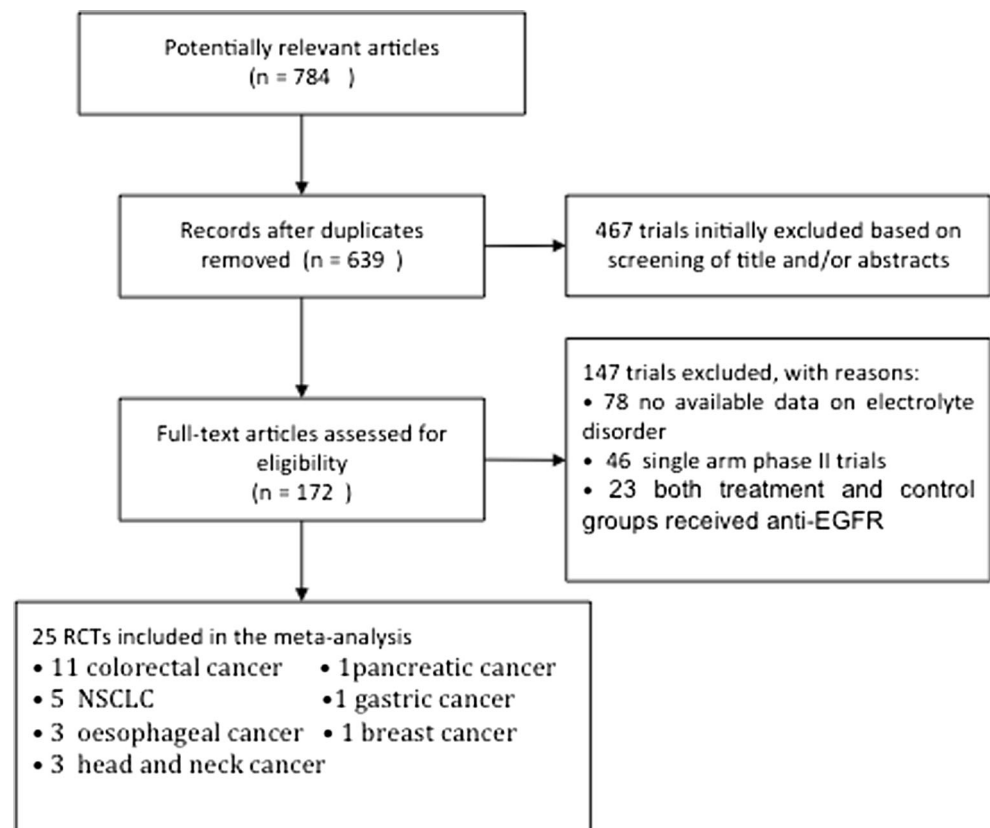 Potentially relevant articles
(n = 784   )
Records after duplicates
removed  (n = 639   )
467 trials initially excluded based on
screening of title and/or abstracts
147 trials excluded, with reasons:
• 78 no available data on electrolyte
disorder
• 46 single arm phase II trials
• 23 both treatment and control
groups received anti-EGFR
Full-text articles assessed for
eligibility
(n = 172   )
25 RCTs included in the meta-analysis
• 11 colorectal cancer     • 1pancreatic cancer
• 5  NSCLC     •1 gastric cancer
• 3  oesophageal cancer   • 1 breast cancer
• 3  head and neck cancer